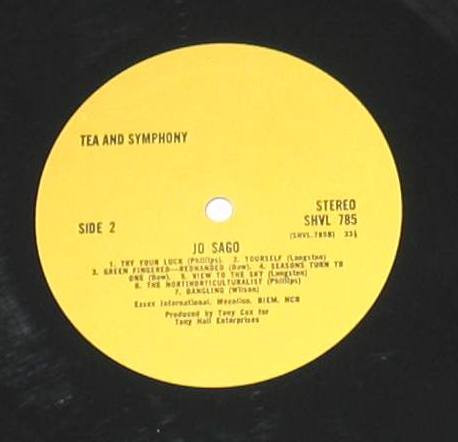 TEA AND SYMPHONY
STEREO
SHVL 785
SIDE 2
(SHVL.785B) 33⅓
JO SAGO
1. TRY YOUR LUCK (Phillips). 2. YOURSELF (Langston)
3. GREEN FINGERED—REDHANDED (Daw). 4. SEASONS TURN TO
ONE (Daw). 5. VIEW TO THE SKY (Langston)
6. THE NORTHORTICULTURALIST (Phillips)
7. DANGLING (Wilson)
Essex International, Mecolico, BIEM, NCB
Produced by Tony Cox for
Tony Hall Enterprises